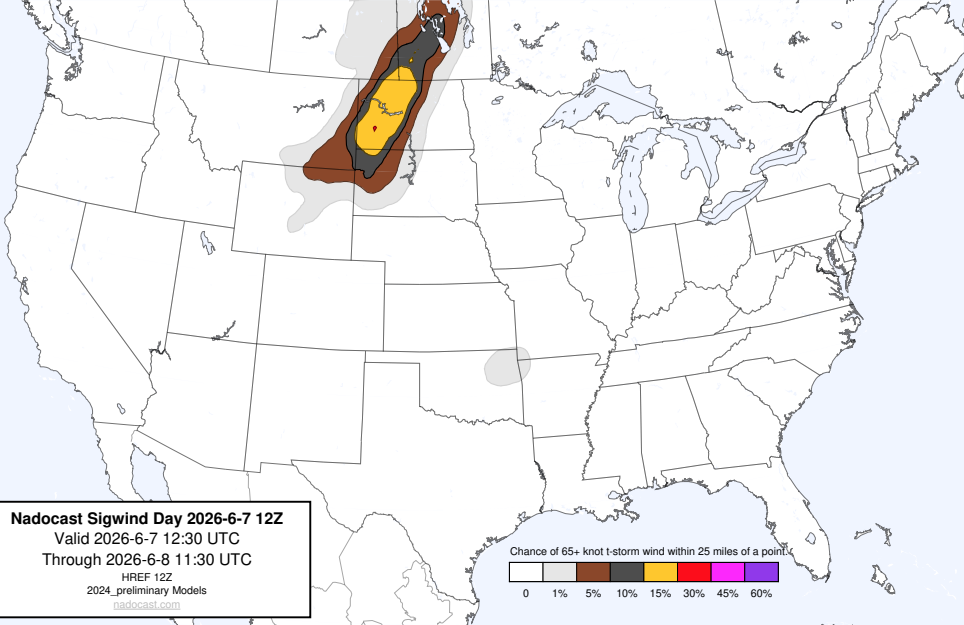 Nadocast Sigwind Day 2026-6-7 12Z
Valid 2026-6-7 12:30 UTC
Through 2026-6-8 11:30 UTC
HREF 12Z
2024_preliminary Models
nadocast.com
Chance of 65+ knot t-storm wind within 25 miles of a point.
0 1% 5% 10% 15% 30% 45% 60%